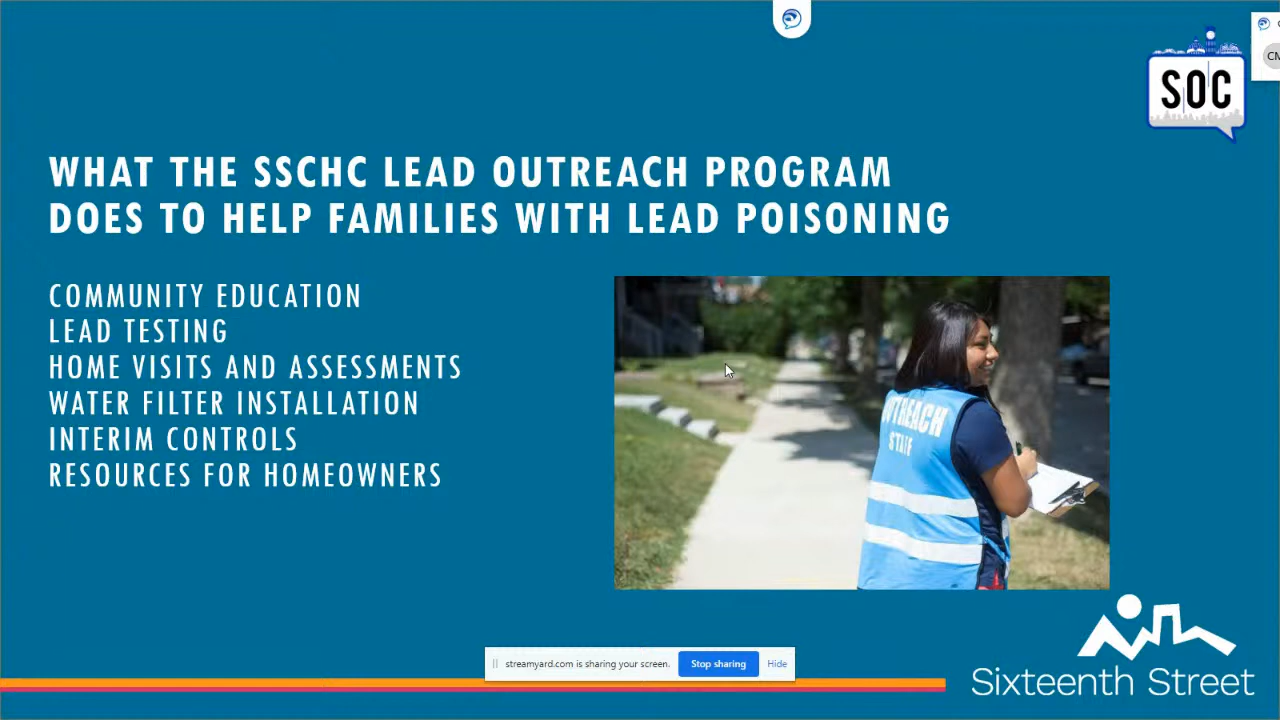 SOC
CM
WHAT THE SSCHC LEAD OUTREACH PROGRAM
DOES TO HELP FAMILIES WITH LEAD POISONING
COMMUNITY EDUCATION
LEAD TESTING
HOME VISITS AND ASSESSMENTS
WATER FILTER INSTALLATION
INTERIM CONTROLS
RESOURCES FOR HOMEOWNERS
OUTREACH
STAFF
streamyard.com is sharing your screen.
Stop sharing
Hide
Sixteenth Street